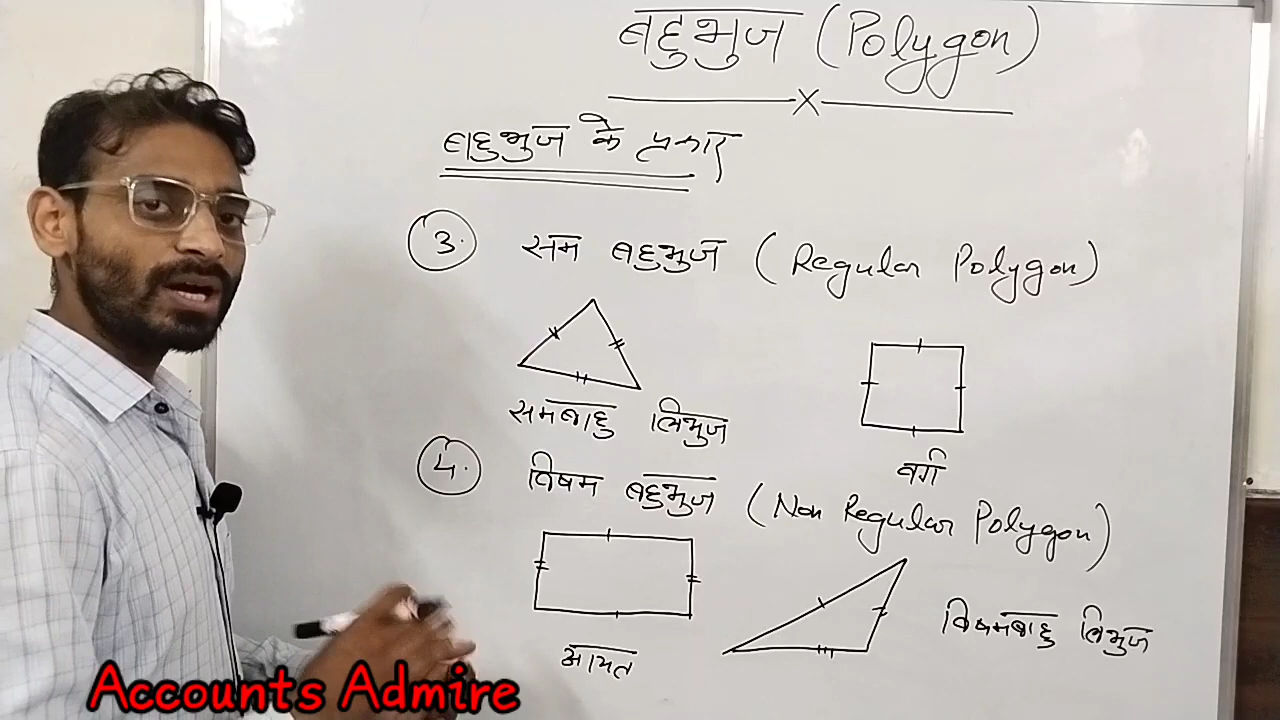 बहुभुज (Polygon)
बहुभुज के प्रकार
3. सम बहुभुज (Regular Polygon)
समबाहु त्रिभुज
वर्ग
4. विषम बहुभुज (Non Regular Polygon)
आयत
विषमबाहु त्रिभुज
Accounts Admire